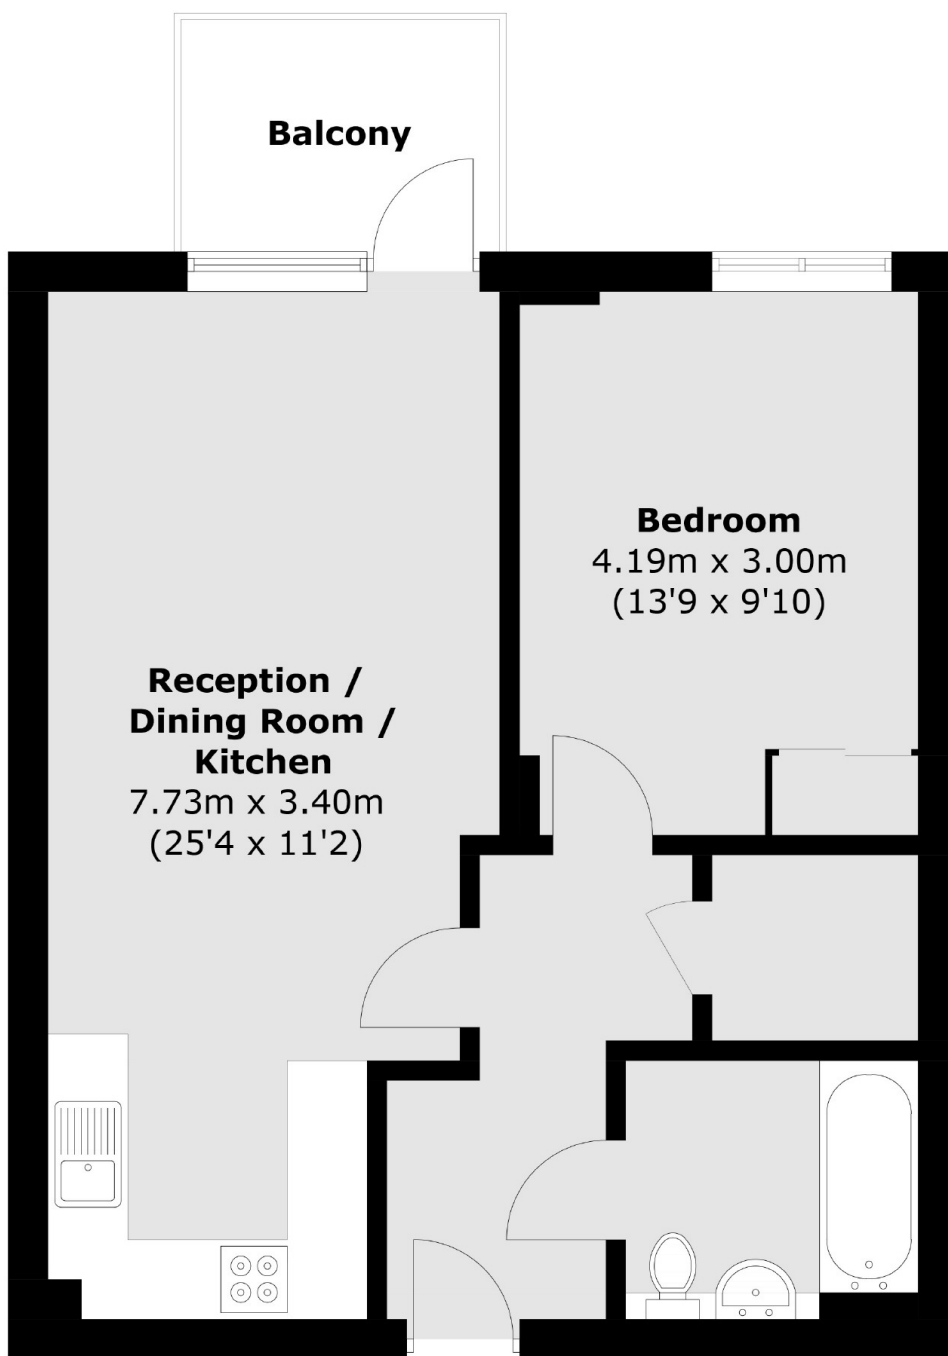 Balcony
Bedroom
4.19m x 3.00m
(13'9 x 9'10)
Reception /
Dining Room /
Kitchen
7.73m x 3.40m
(25'4 x 11'2)